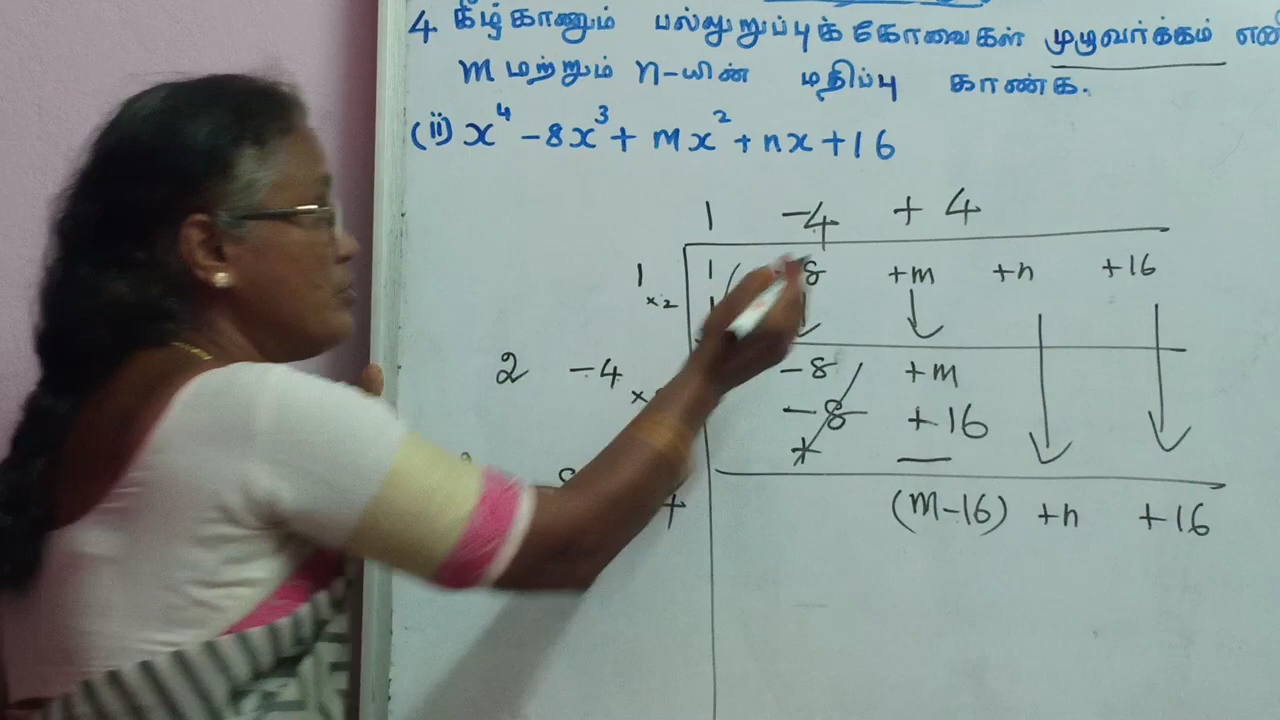 4 கீழ்காணும் பல்லுறுப்புக் கோவைகள் முழுவர்க்கம்
m மற்றும் n-யின் மதிப்பு காண்க.
(ii) x⁴ - 8x³ + mx² + nx + 16
1 -4 + 4
1 1 8 +m +n +16
×2
2 -4 -8 +m
-8 +16
(m-16) +n +16